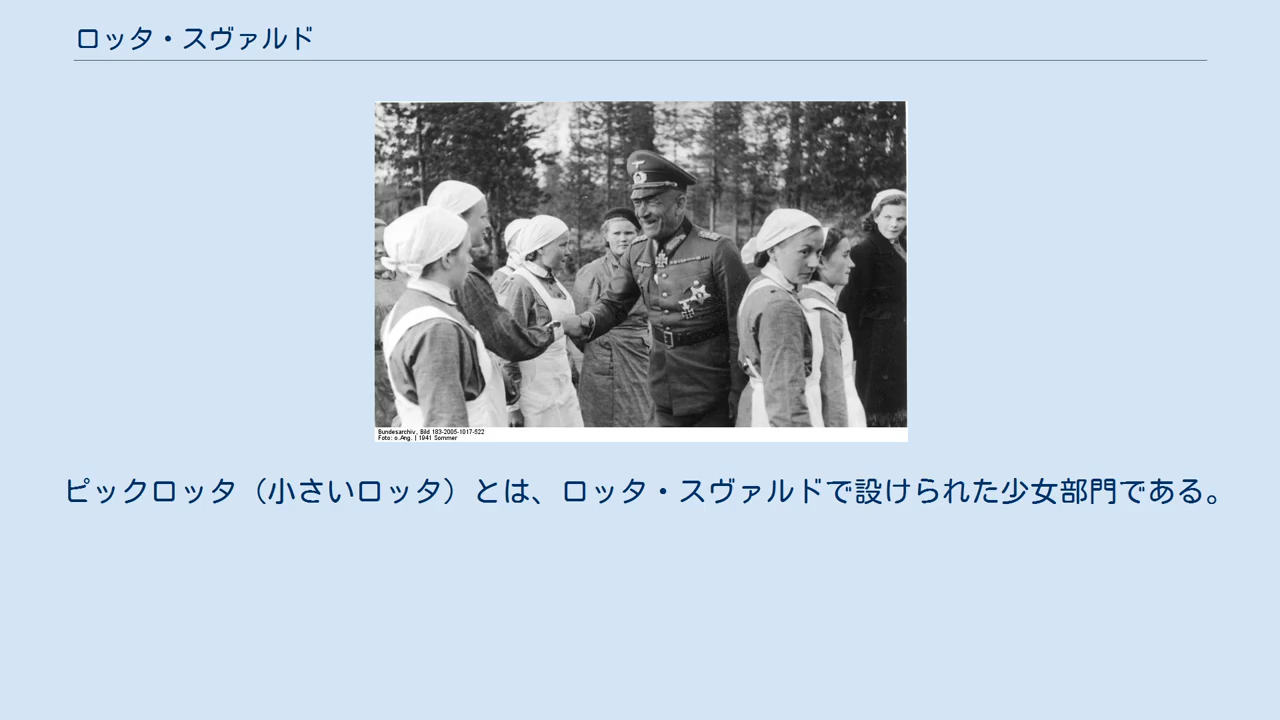 ロッタ・スヴァルド
Bundesarchiv, Bild 183-2005-1017-522
Foto: o.Ang. | 1941 Sommer
ピックロッタ（小さいロッタ）とは、ロッタ・スヴァルドで設けられた少女部門である。